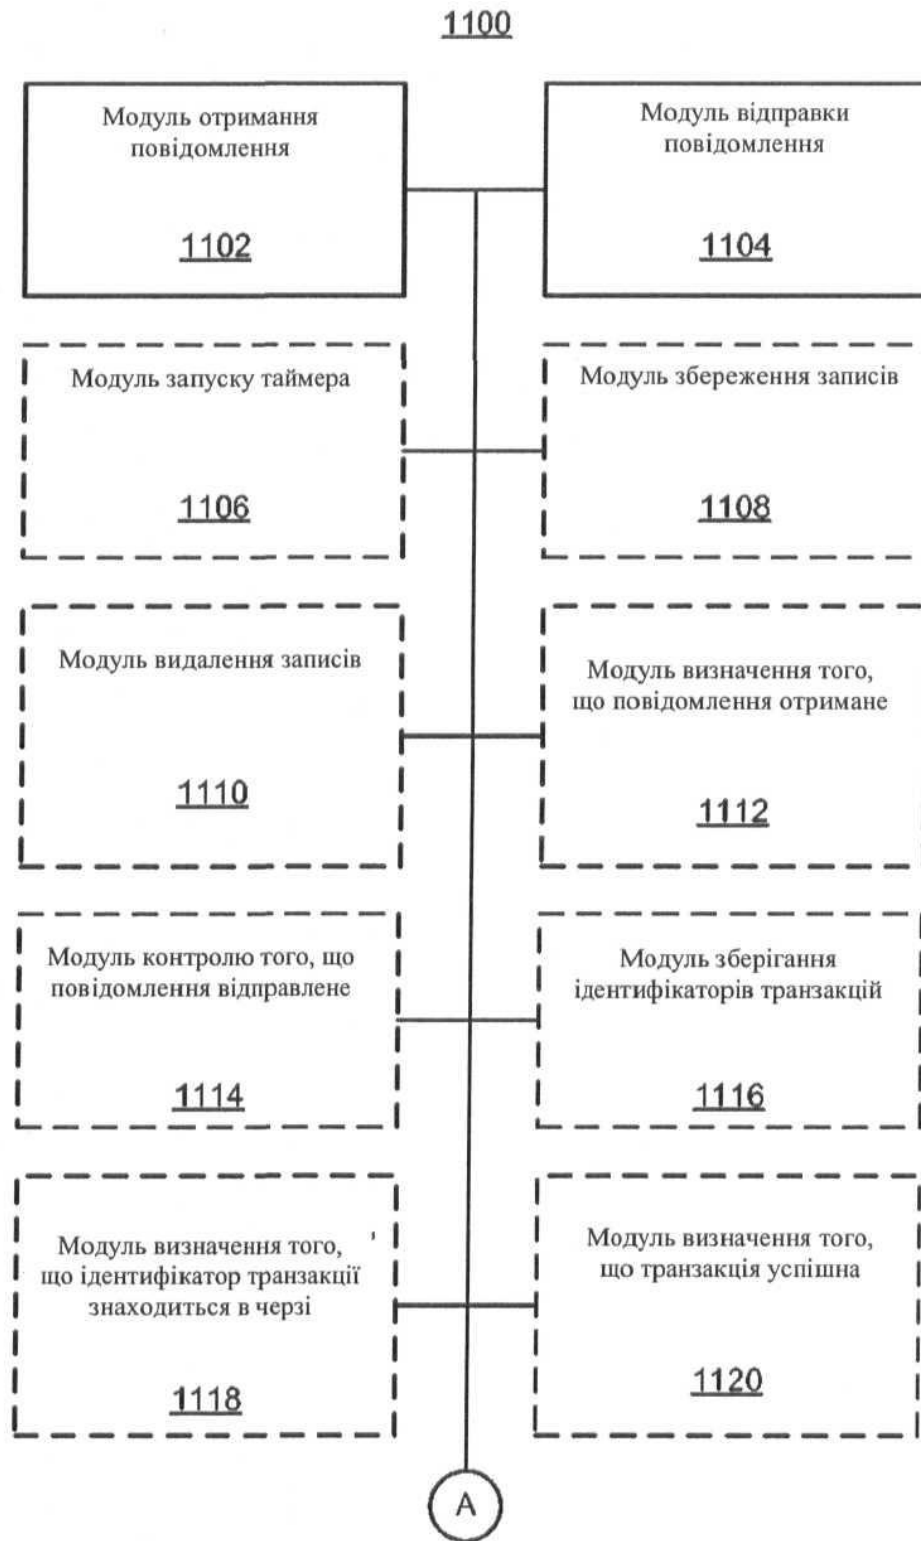 1100
Модуль отримання
повідомлення
1102
Модуль відправки
повідомлення
1104
Модуль запуску таймера
1106
Модуль збереження записів
1108
Модуль видалення записів
1110
Модуль визначення того,
що повідомлення отримане
1112
Модуль контролю того, що
повідомлення відправлене
1114
Модуль зберігання
ідентифікаторів транзакцій
1116
Модуль визначення того,
що ідентифікатор транзакції
знаходиться в черзі
1118
Модуль визначення того,
що транзакція успішна
1120
A